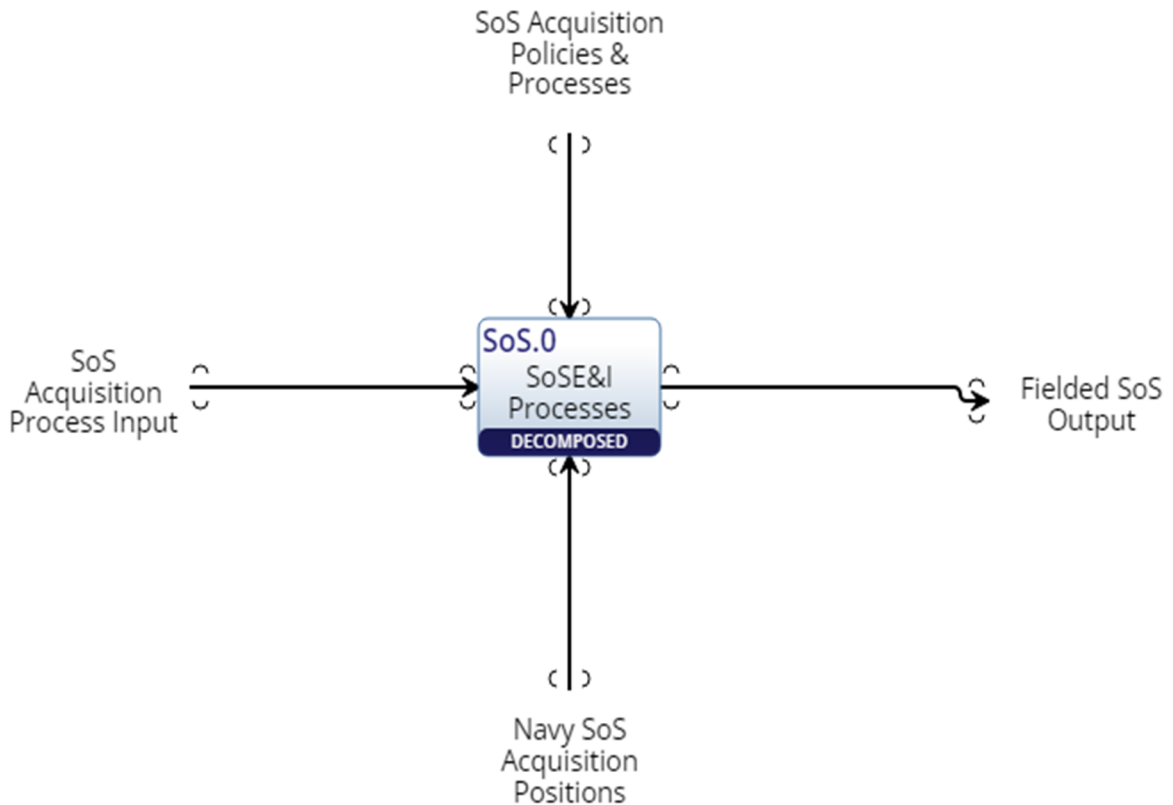 SoS Acquisition
Policies &
Processes
SoS
Acquisition
Process Input
SoS.0
SoSE&I
Processes
DECOMPOSED
Fielded SoS
Output
Navy SoS
Acquisition
Positions